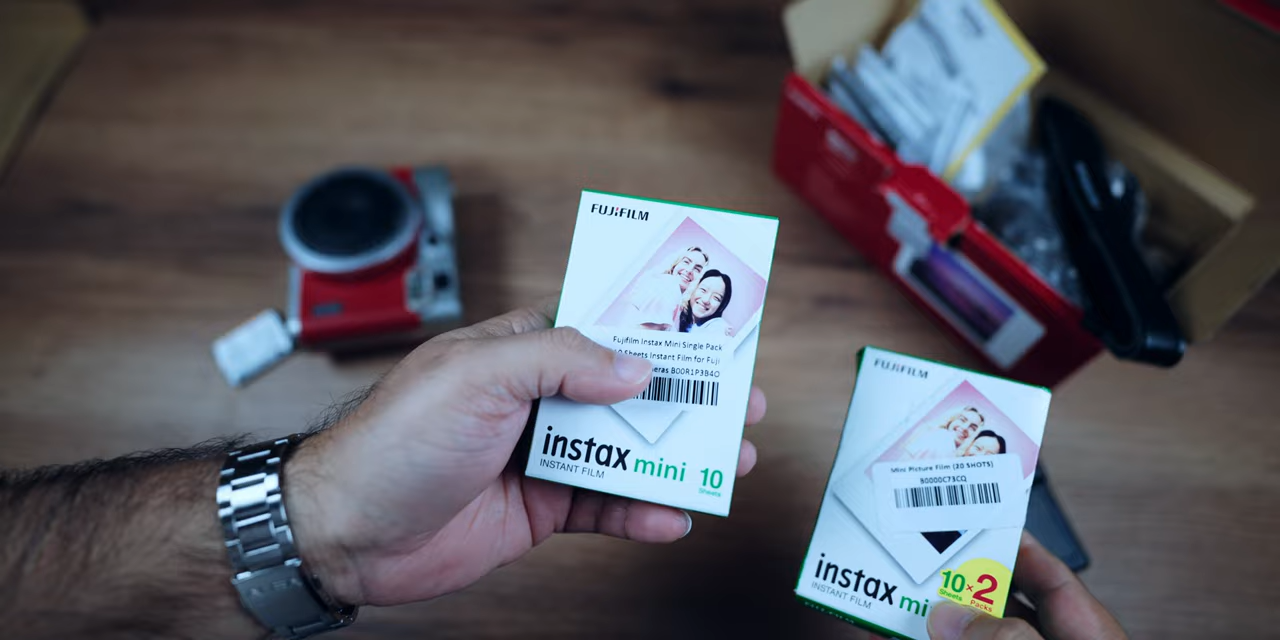 FUJIFILM
Fujifilm Instax Mini Single Pack
10 Sheets Instant Film for Fuji
eras B00R1P3B4O
instax mini 10
INSTANT FILM
Sheets
FUJIFILM
Mini Picture Film (20 SHOTS)
B0000C73CQ
instax mi
INSTANT FILM
10 x 2
Sheets
Packs